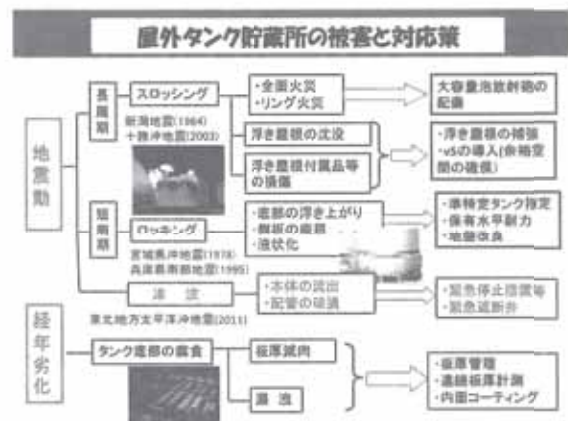 屋外タンク貯蔵所の被害と対応策
地震動
長周期
スロッシング
新潟地震(1964)
十勝沖地震(2003)
・全面火災
・リング火災
大容量泡放射砲の
配備
浮き屋根の沈没
浮き屋根付属品等
の損傷
・浮き屋根の補強
・vSの導入(余裕空
間の確保)
短周期
ロッキング
宮城県沖地震(1978)
兵庫県南部地震(1995)
・底部の浮き上がり
・側板の座屈
・液状化
・準特定タンク指定
・保有水平耐力
・地盤改良
津 波
東北地方太平洋沖地震(2011)
・本体の流出
・配管の破損
・緊急停止措置等
・緊急遮断弁
経年劣化
タンク底部の腐食
板厚減肉
漏 洩
・板厚管理
・連続板厚計測
・内面コーティング